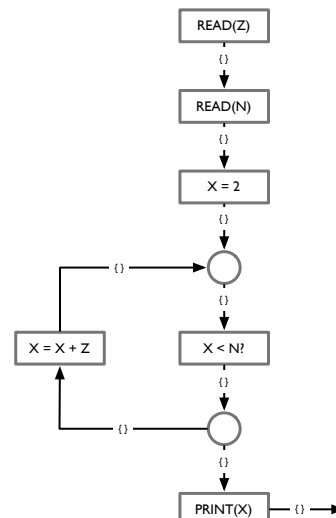 READ(Z)
{ }
READ(N)
{ }
X = 2
{ }
{ }
{ }
X = X + Z
X < N?
{ }
{ }
{ }
PRINT(X)
{ }